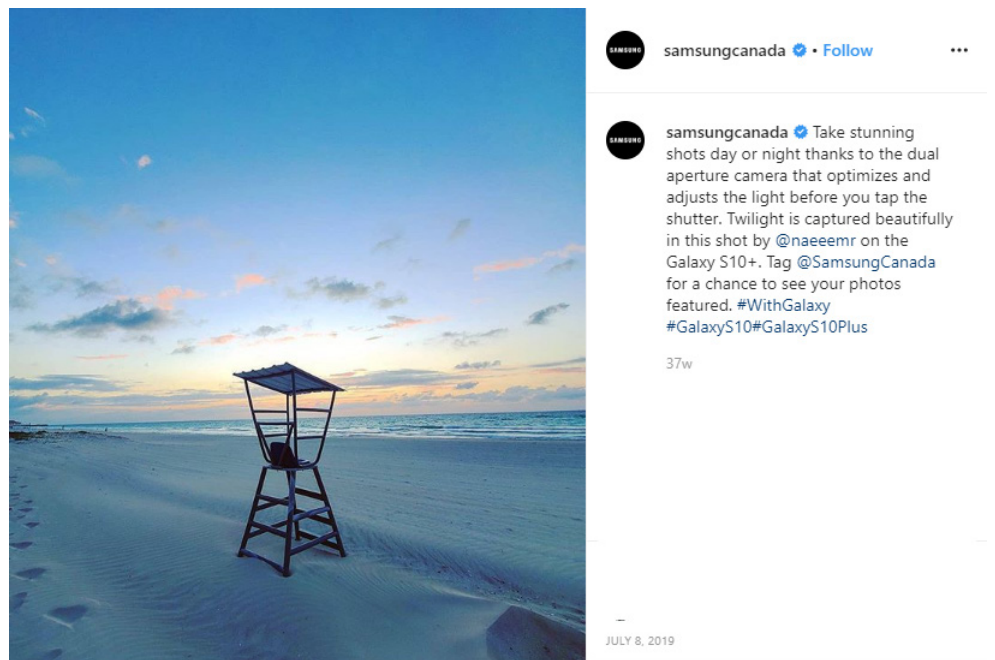 SAMSUNG
samsungcanada • Follow
SAMSUNG
samsungcanada Take stunning
shots day or night thanks to the dual
aperture camera that optimizes and
adjusts the light before you tap the
shutter. Twilight is captured beautifully
in this shot by @naeeemr on the
Galaxy S10+. Tag @SamsungCanada
for a chance to see your photos
featured. #WithGalaxy
#GalaxyS10#GalaxyS10Plus
37w
JULY 8, 2019